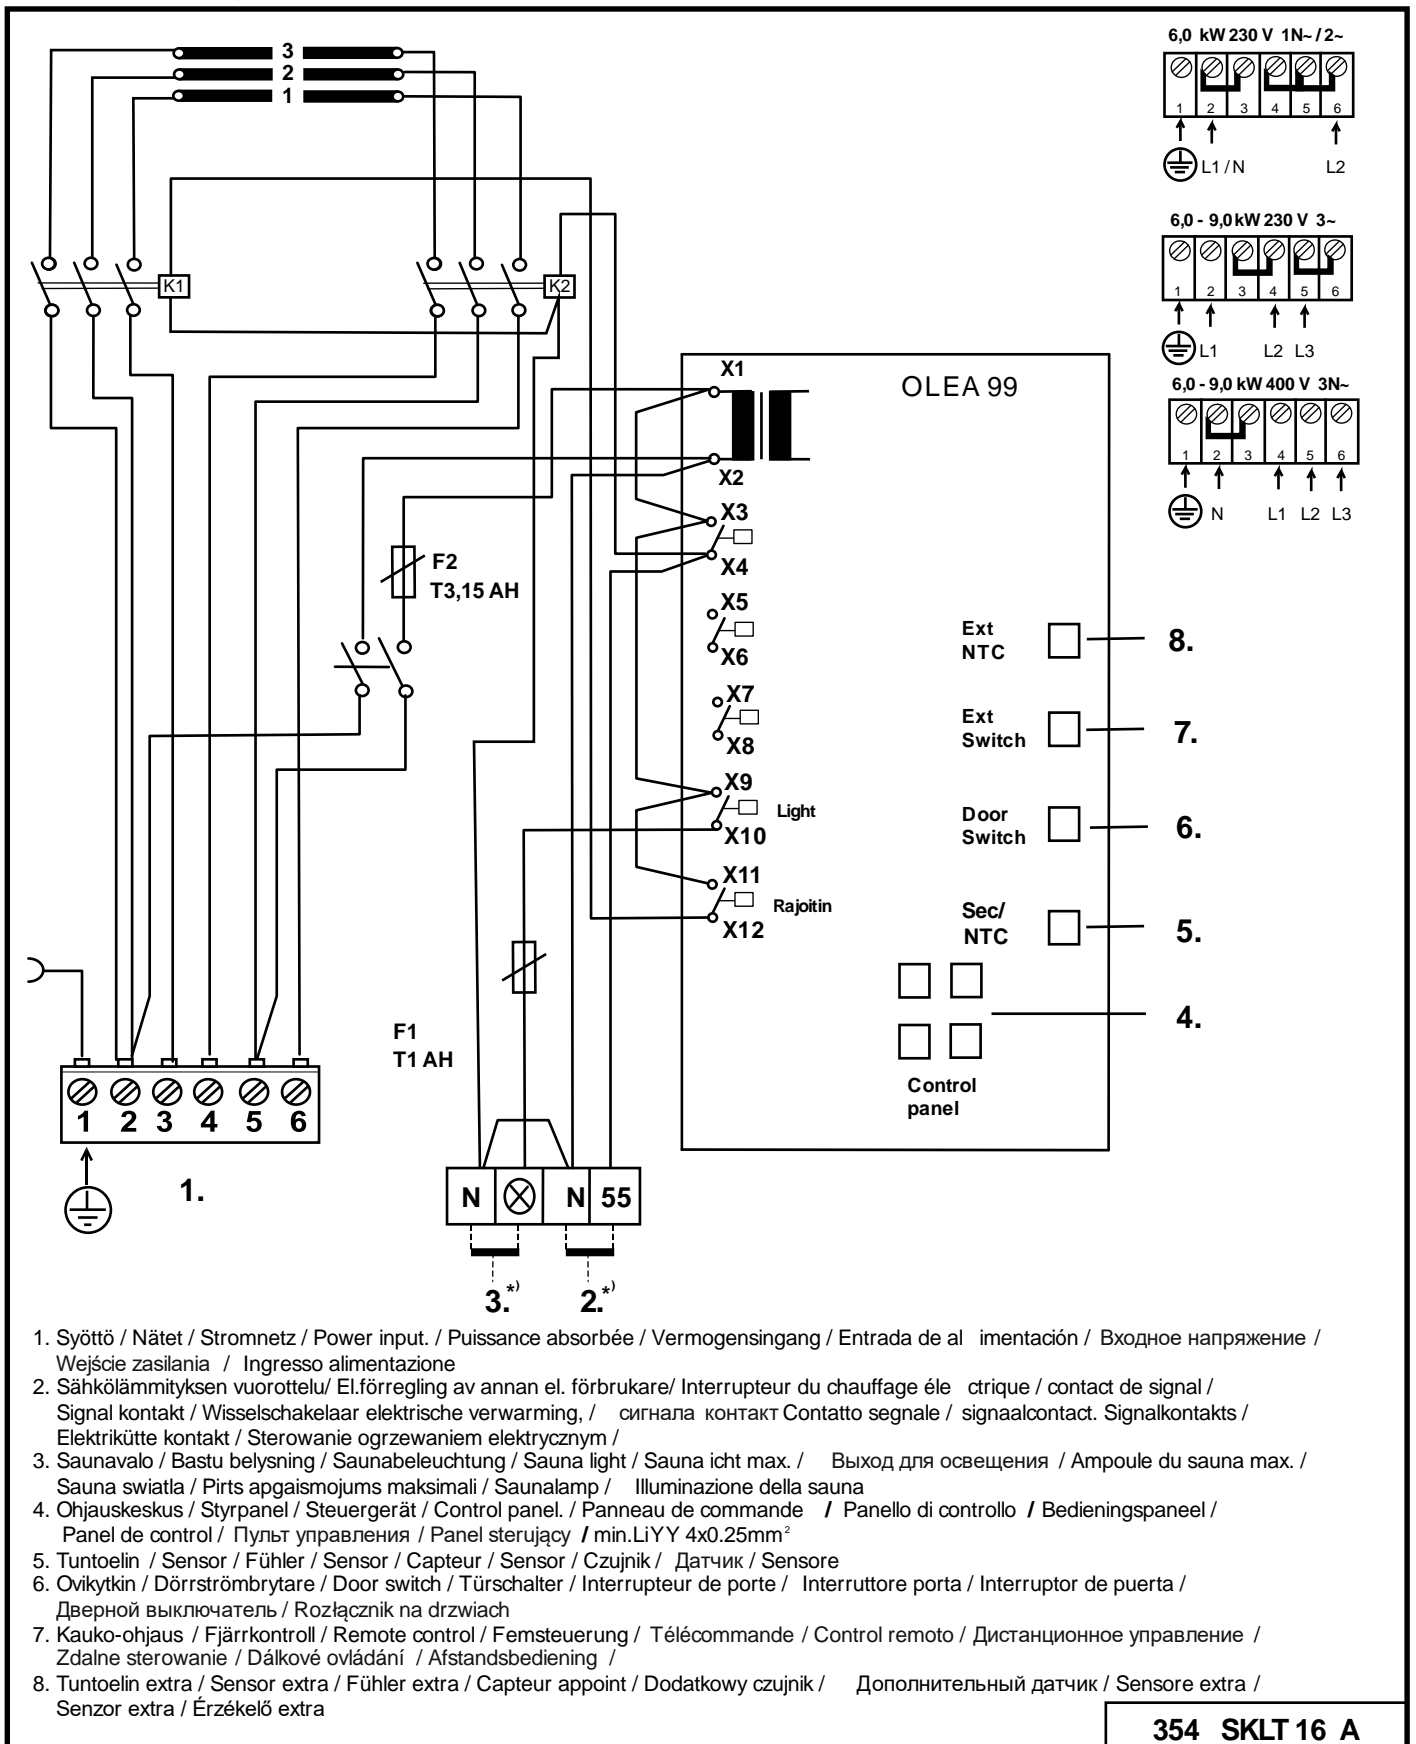 3
2
1
K1
K2
6,0 kW 230 V 1N~ / 2~
1 2 3 4 5 6
L1 / N L2
6,0 - 9,0 kW 230 V 3~
1 2 3 4 5 6
L1 L2 L3
6,0 - 9,0 kW 400 V 3N~
1 2 3 4 5 6
N L1 L2 L3
OLEA 99
X1
X2
X3
X4
X5
X6
X7
X8
X9
Light
X10
X11
Rajoitin
X12
F2
T3,15 AH
Ext
NTC
8.
Ext
Switch
7.
Door
Switch
6.
Sec/
NTC
5.
4.
Control
panel
F1
T1 AH
1 2 3 4 5 6
1.
N N 55
3.*) 2.*)
1. Syöttö / Nätet / Stromnetz / Power input. / Puissance absorbée / Vermogensingang / Entrada de al imentación / Входное напряжение /
Wejście zasilania / Ingresso alimentazione
2. Sähkölämmityksen vuorottelu/ El.förregling av annan el. förbrukare/ Interrupteur du chauffage éle ctrique / contact de signal /
Signal kontakt / Wisselschakelaar elektrische verwarming, / сигнала контакт Contatto segnale / signaalcontact. Signalkontakts /
Elektrikütte kontakt / Sterowanie ogrzewaniem elektrycznym /
3. Saunavalo / Bastu belysning / Saunabeleuchtung / Sauna light / Sauna icht max. / Выход для освещения / Ampoule du sauna max. /
Sauna swiatla / Pirts apgaismojums maksimali / Saunalamp / Illuminazione della sauna
4. Ohjauskeskus / Styrpanel / Steuergerät / Control panel. / Panneau de commande / Panello di controllo / Bedieningspaneel /
Panel de control / Пульт управления / Panel sterujący / min.LiYY 4x0.25mm²
5. Tuntoelin / Sensor / Fühler / Sensor / Capteur / Sensor / Czujnik / Датчик / Sensore
6. Ovikytkin / Dörrströmbrytare / Door switch / Türschalter / Interrupteur de porte / Interruttore porta / Interruptor de puerta /
Дверной выключатель / Rozłącznik na drzwiach
7. Kauko-ohjaus / Fjärrkontroll / Remote control / Femsteuerung / Télécommande / Control remoto / Дистанционное управление /
Zdalne sterowanie / Dálkové ovládání / Afstandsbediening /
8. Tuntoelin extra / Sensor extra / Fühler extra / Capteur appoint / Dodatkowy czujnik / Дополнительный датчик / Sensore extra /
Senzor extra / Érzékelő extra
354 SKLT 16 A